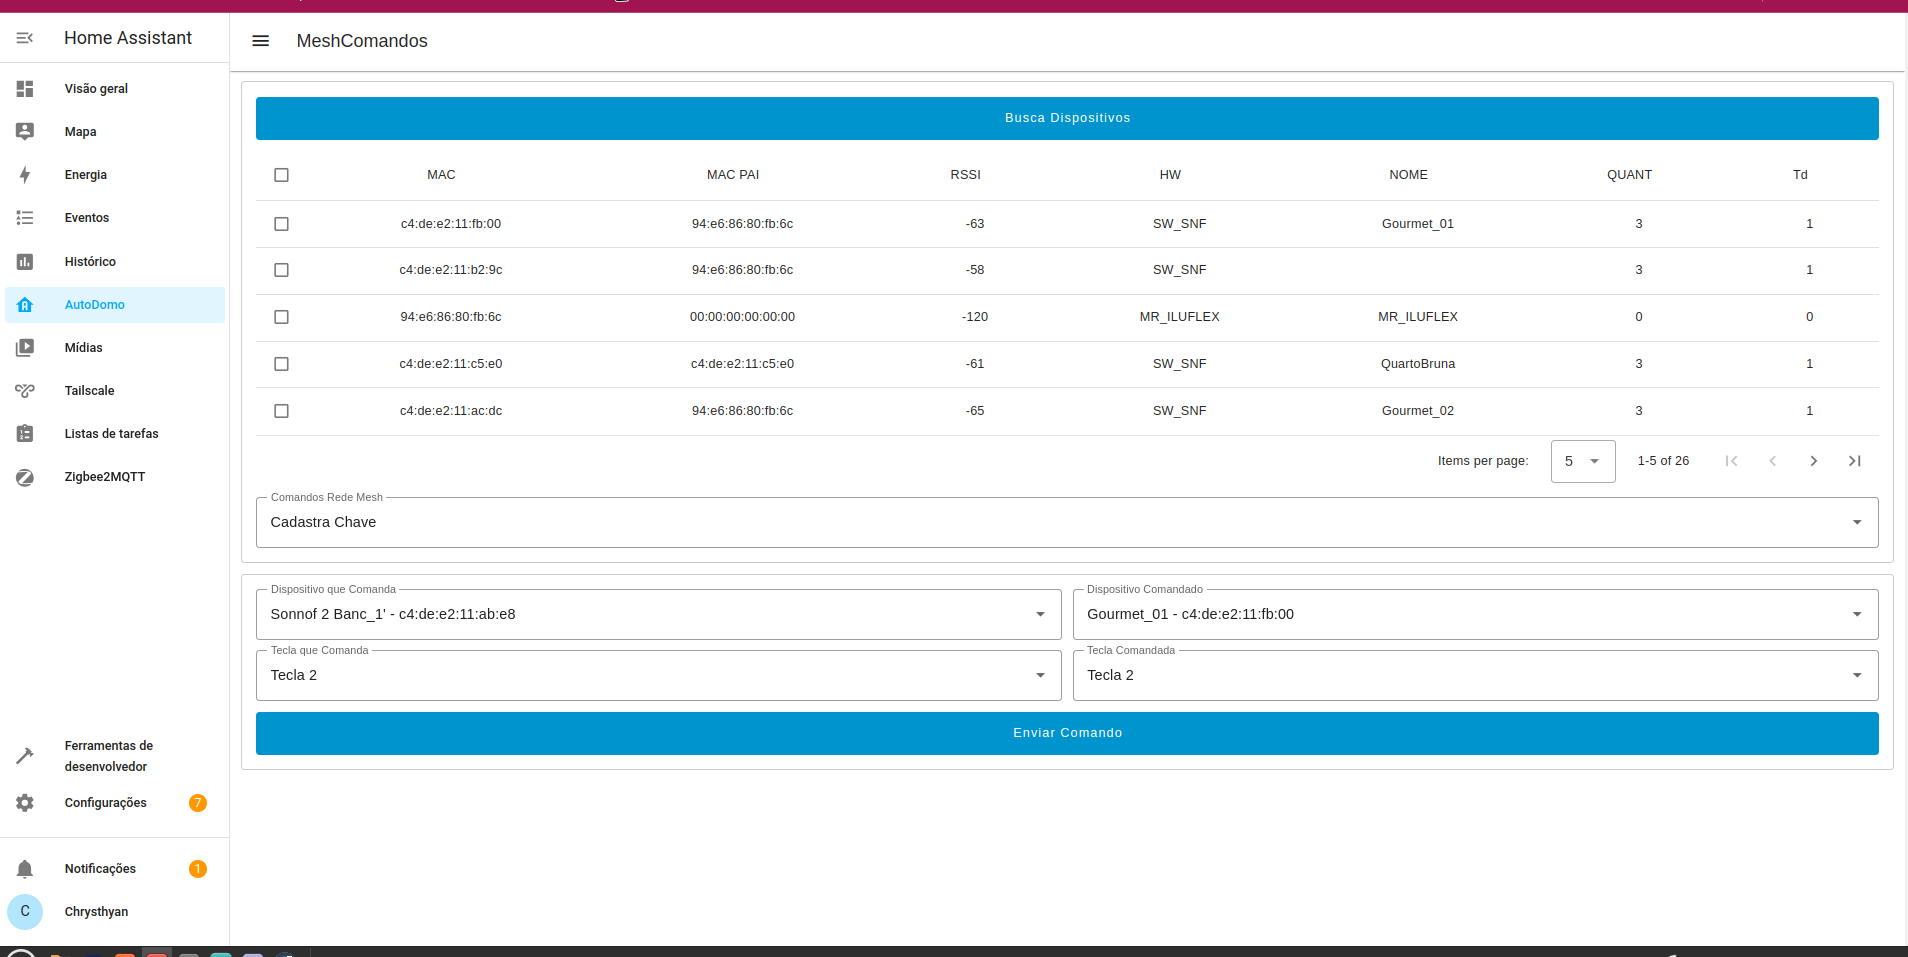 Home Assistant
MeshComandos
Visão geral
Mapa
Energia
Eventos
Histórico
AutoDomo
Mídias
Tailscale
Listas de tarefas
Zigbee2MQTT
Ferramentas de
desenvolvedor
Configurações 7
Notificações 1
C Chrysthyan
Busca Dispositivos
MAC MAC PAI RSSI HW NOME QUANT Td
c4:de:e2:11:fb:00 94:e6:86:80:fb:6c -63 SW_SNF Gourmet_01 3 1
c4:de:e2:11:b2:9c 94:e6:86:80:fb:6c -58 SW_SNF 3 1
94:e6:86:80:fb:6c 00:00:00:00:00:00 -120 MR_ILUFLEX MR_ILUFLEX 0 0
c4:de:e2:11:c5:e0 c4:de:e2:11:c5:e0 -61 SW_SNF QuartoBruna 3 1
c4:de:e2:11:ac:dc 94:e6:86:80:fb:6c -65 SW_SNF Gourmet_02 3 1
Items per page: 5 1-5 of 26
Comandos Rede Mesh
Cadastra Chave
Dispositivo que Comanda Dispositivo Comandado
Sonnof 2 Banc_1' - c4:de:e2:11:ab:e8 Gourmet_01 - c4:de:e2:11:fb:00
Tecla que Comanda Tecla Comandada
Tecla 2 Tecla 2
Enviar Comando